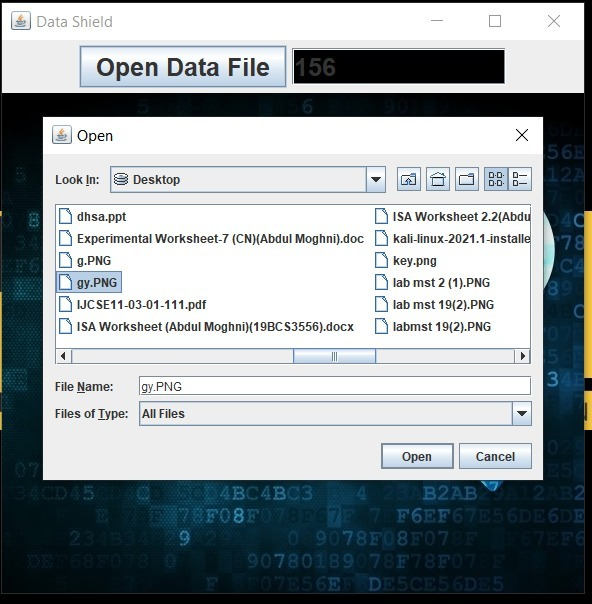 Data Shield
Open Data File
156
Open
Look In:
Desktop
dhsa.ppt
Experimental Worksheet-7 (CN)(Abdul Moghni).doc
g.PNG
gy.PNG
IJCSE11-03-01-111.pdf
ISA Worksheet (Abdul Moghni)(19BCS3556).docx
ISA Worksheet 2.2(Abdu
kali-linux-2021.1-installe
key.png
lab mst 2 (1).PNG
lab mst 19(2).PNG
labmst 19(2).PNG
File Name:
gy.PNG
Files of Type:
All Files
Open
Cancel